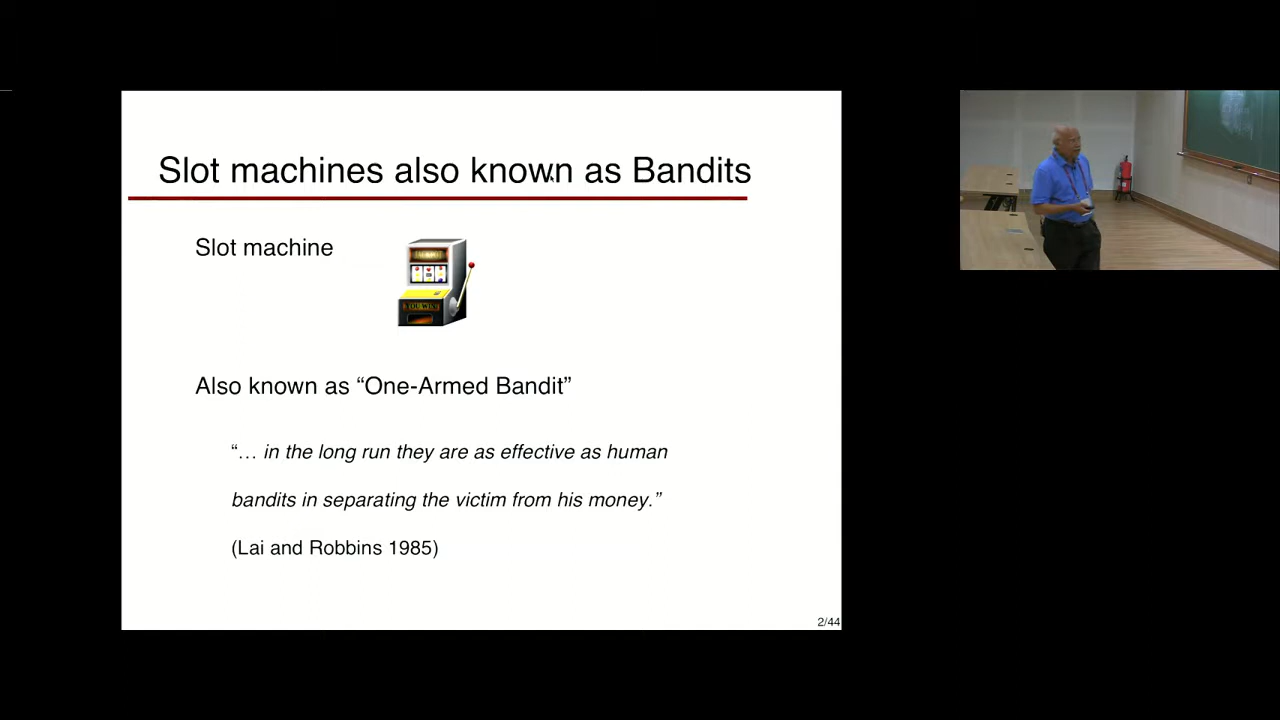 Slot machines also known as Bandits
Slot machine
Also known as “One-Armed Bandit”
“… in the long run they are as effective as human
bandits in separating the victim from his money.”
(Lai and Robbins 1985)
2/44